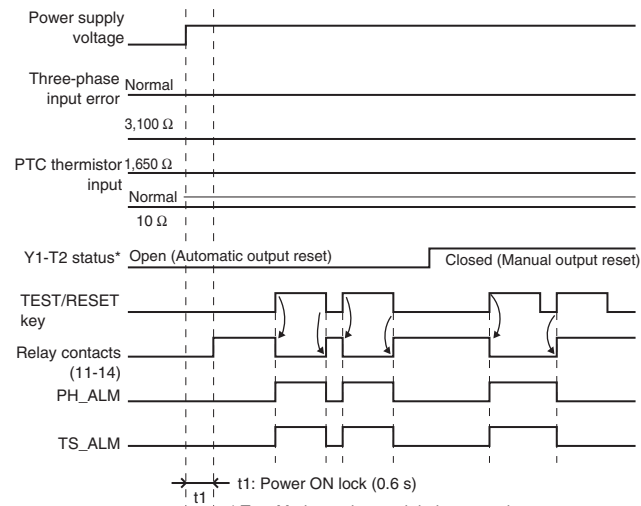 Power supply
voltage
Three-phase
input error
Normal
3,100 Ω
PTC thermistor
input
1,650 Ω
Normal
10 Ω
Y1-T2 status*
Open (Automatic output reset)
Closed (Manual output reset)
TEST/RESET
key
Relay contacts
(11-14)
PH_ALM
TS_ALM
t1: Power ON lock (0.6 s)
t1